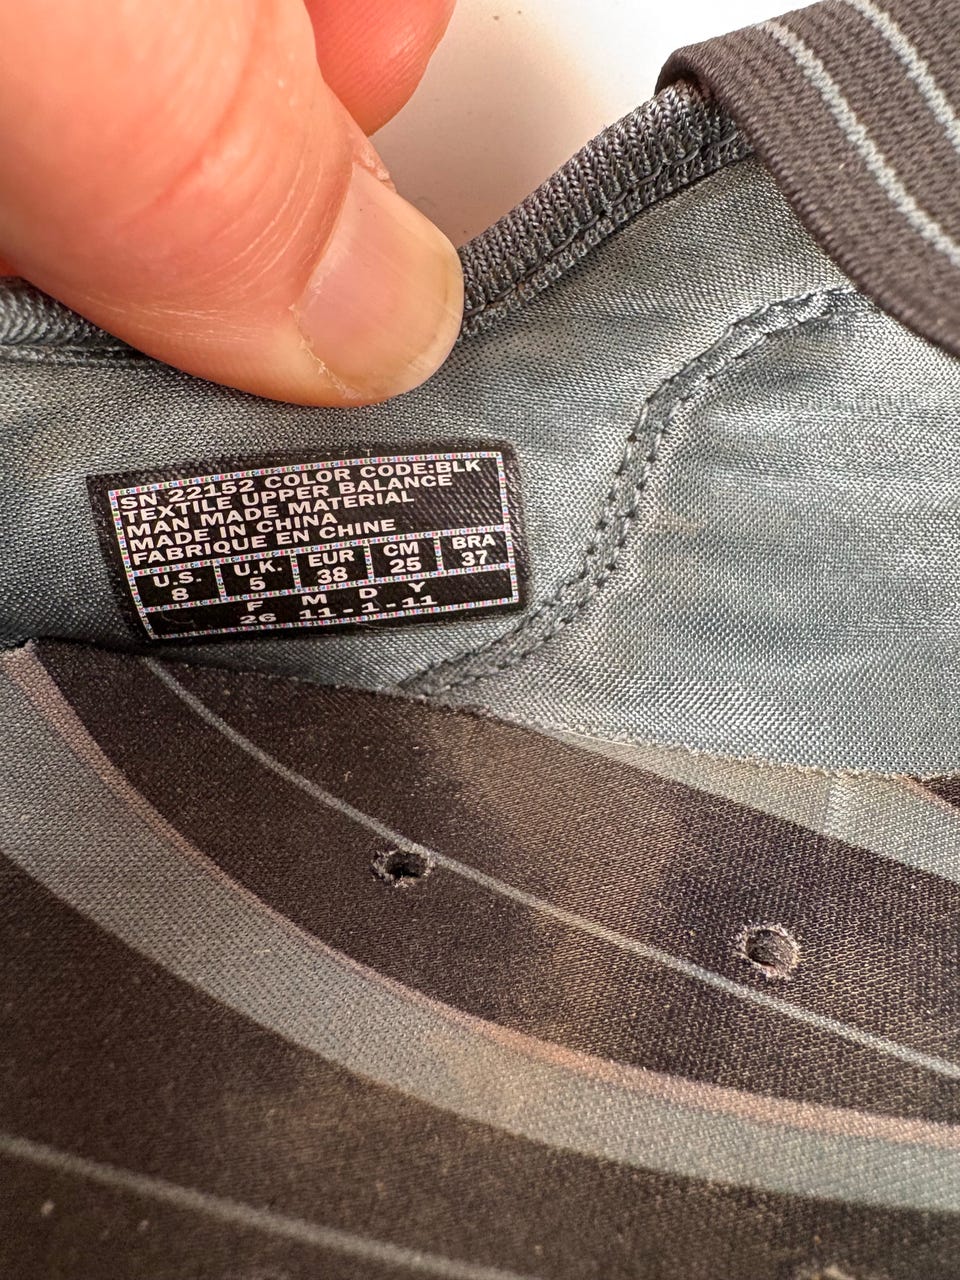 SN 22152 COLOR CODE:BLK
TEXTILE UPPER BALANCE
MAN MADE MATERIAL
MADE IN CHINA
FABRIQUE EN CHINE
U.S. U.K. EUR CM BRA
8 5 38 25 37
F M D Y
26 11-1-11